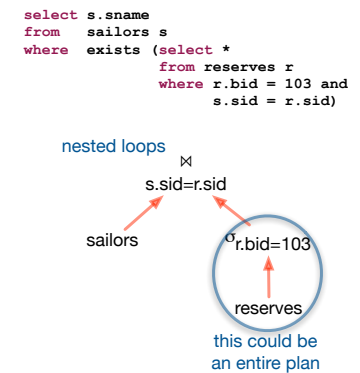 select s.sname
from   sailors s
where  exists (select *
               from reserves r
               where r.bid = 103 and
                     s.sid = r.sid)
nested loops
⋈
s.sid=r.sid
sailors
σr.bid=103
reserves
this could be
an entire plan